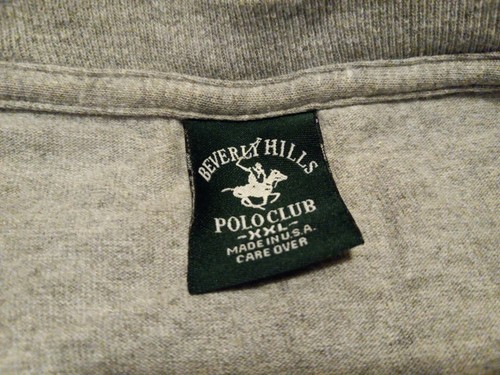 BEVERLY HILLS
POLO CLUB
-XXL-
MADE IN U.S.A.
CARE OVER